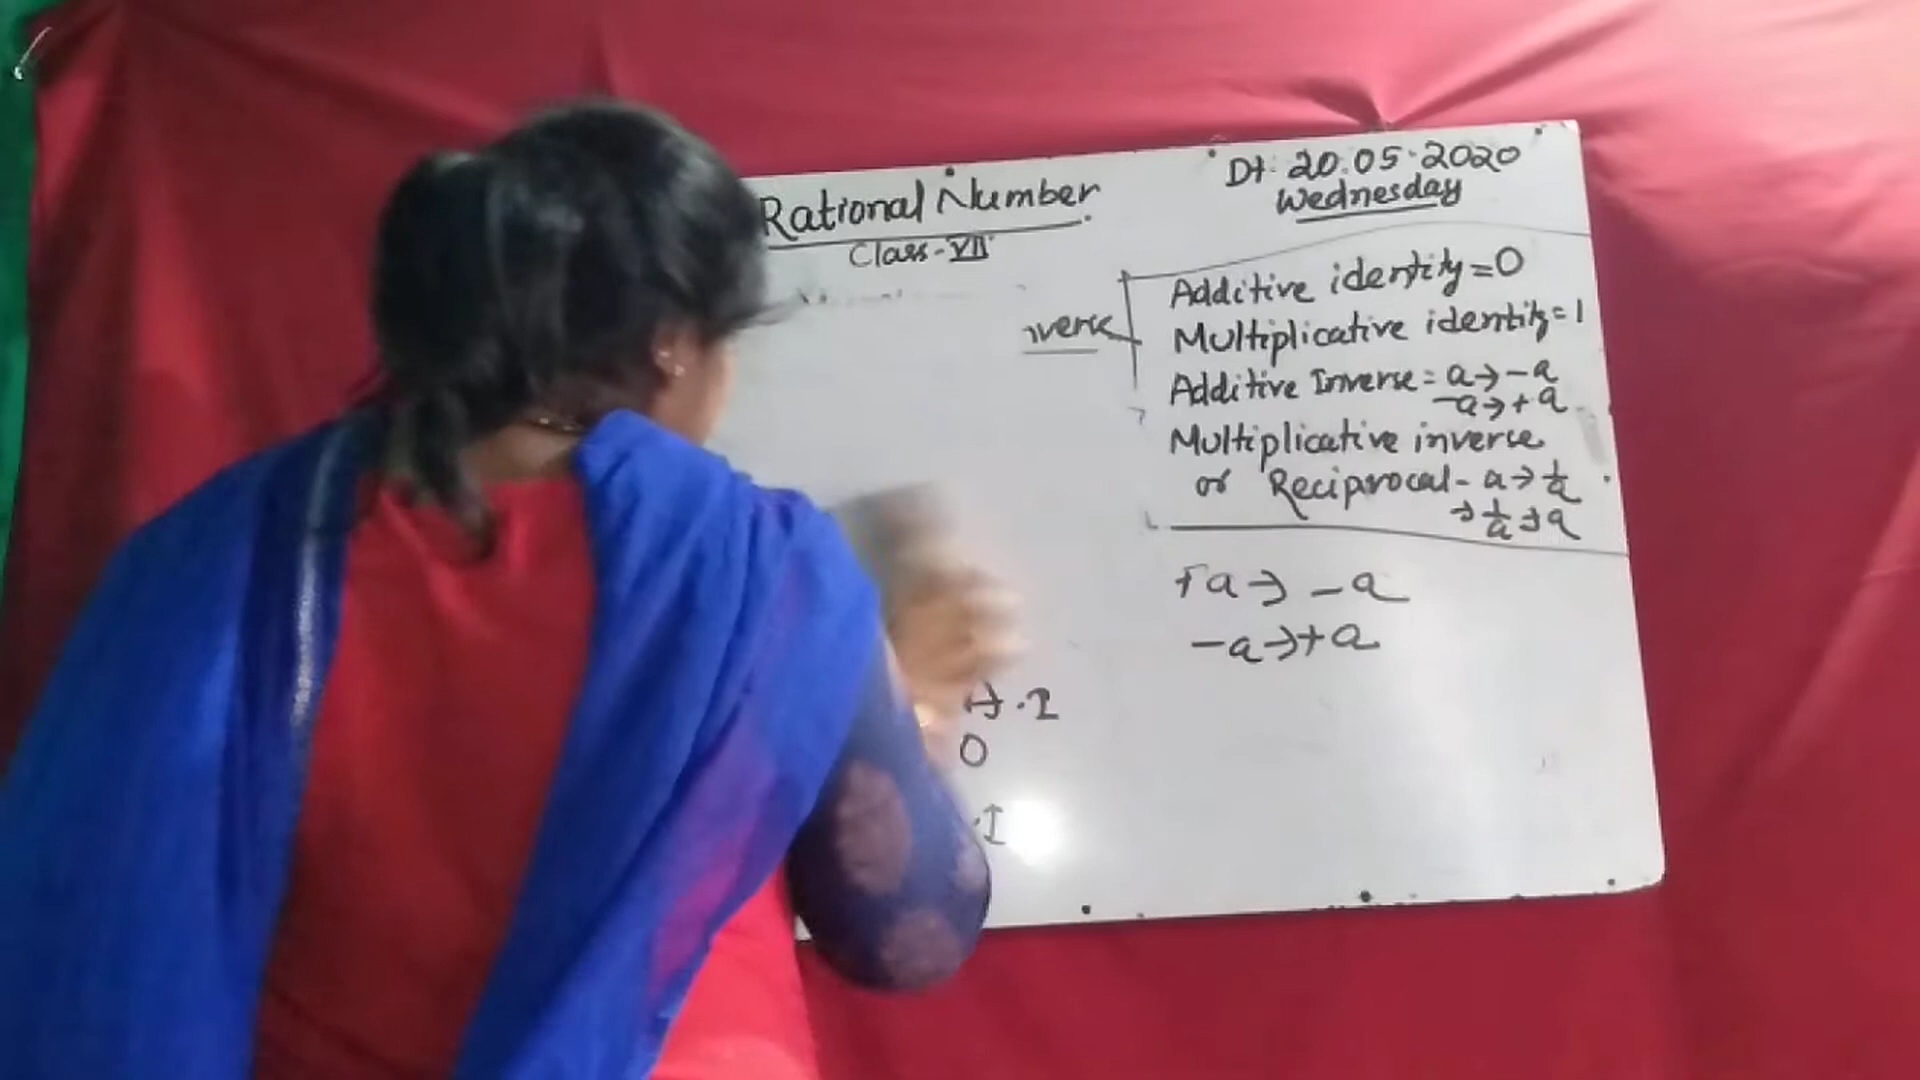 Rational Number
Class-VII
Dt: 20.05.2020
Wednesday
Additive identity=0
Multiplicative identity=1
Additive Inverse= a→-a
-a→+a
Multiplicative inverse
or Reciprocal- a→1/a
→1/a→a
+a→-a
-a→+a
0